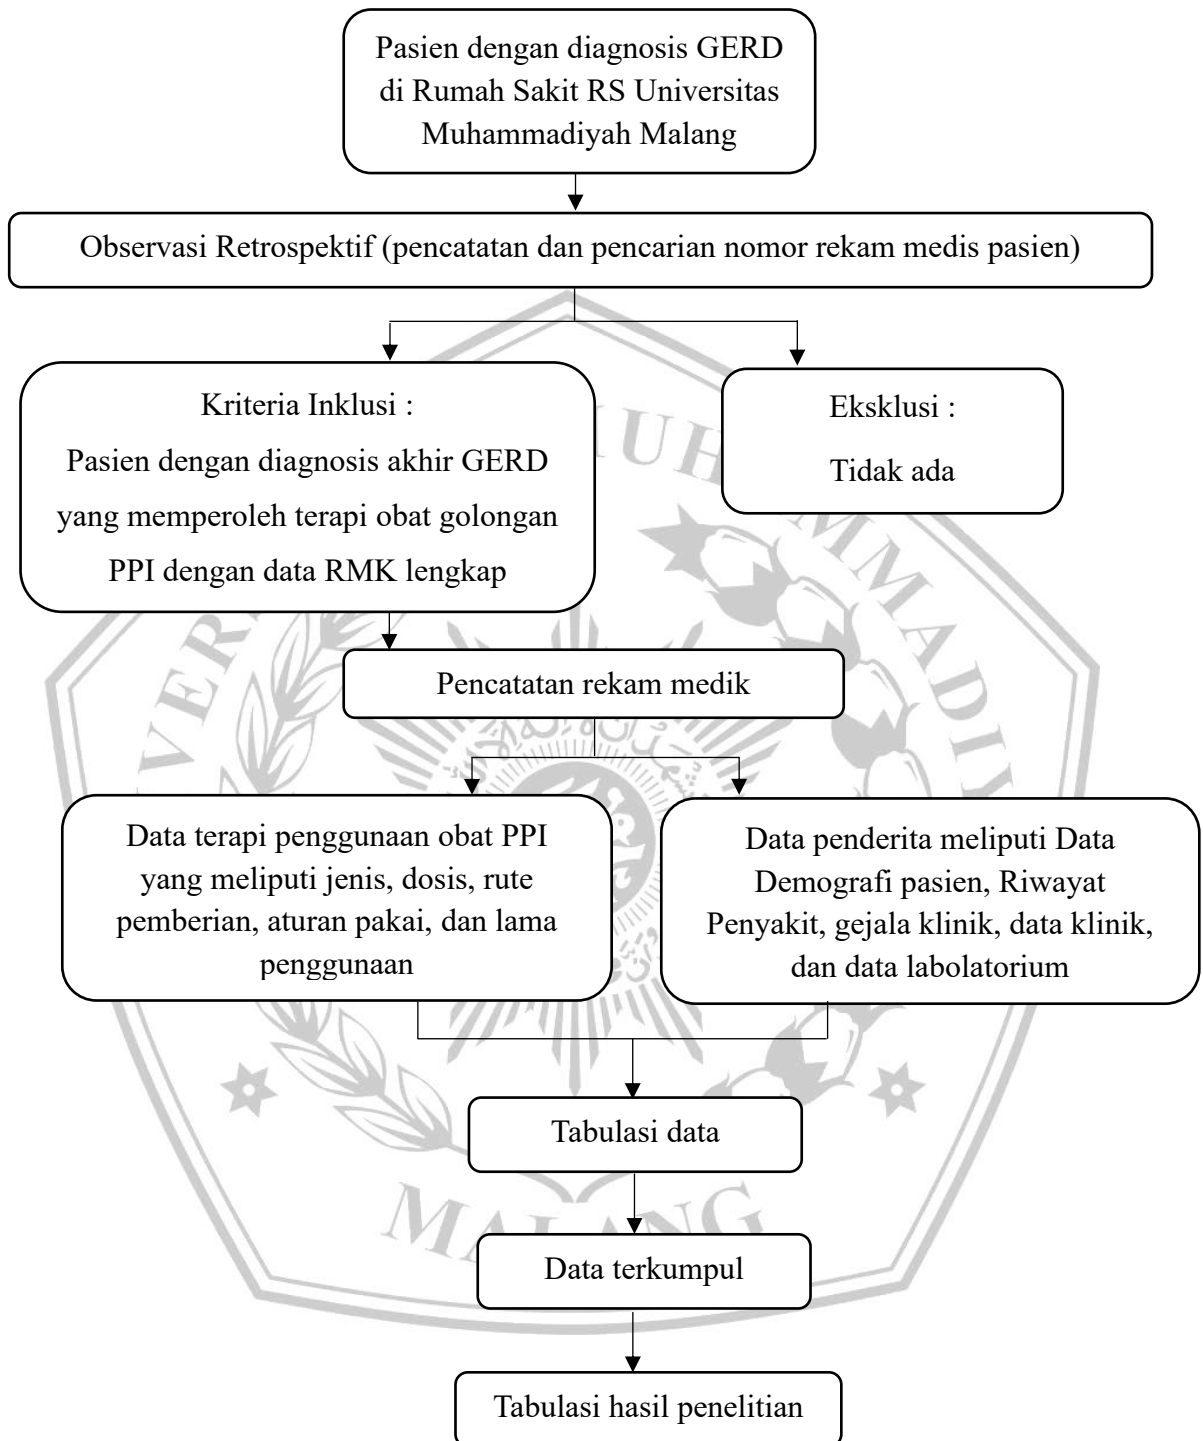 Pasien dengan diagnosis GERD
di Rumah Sakit RS Universitas
Muhammadiyah Malang
Observasi Retrospektif (pencatatan dan pencarian nomor rekam medis pasien)
Kriteria Inklusi :
Pasien dengan diagnosis akhir GERD
yang memperoleh terapi obat golongan
PPI dengan data RMK lengkap
Eksklusi :
Tidak ada
Pencatatan rekam medik
Data terapi penggunaan obat PPI
yang meliputi jenis, dosis, rute
pemberian, aturan pakai, dan lama
penggunaan
Data penderita meliputi Data
Demografi pasien, Riwayat
Penyakit, gejala klinik, data klinik,
dan data labolatorium
Tabulasi data
Data terkumpul
Tabulasi hasil penelitian
MALANG